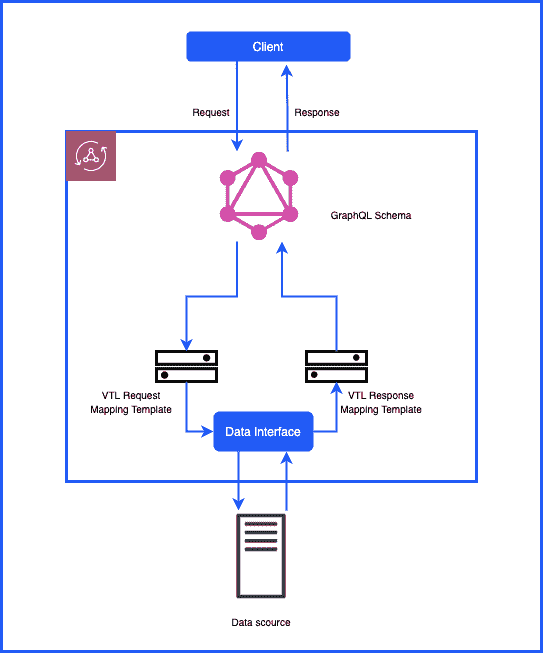 Client
Request
Response
GraphQL Schema
VTL Request
Mapping Template
VTL Response
Mapping Template
Data Interface
Data scource